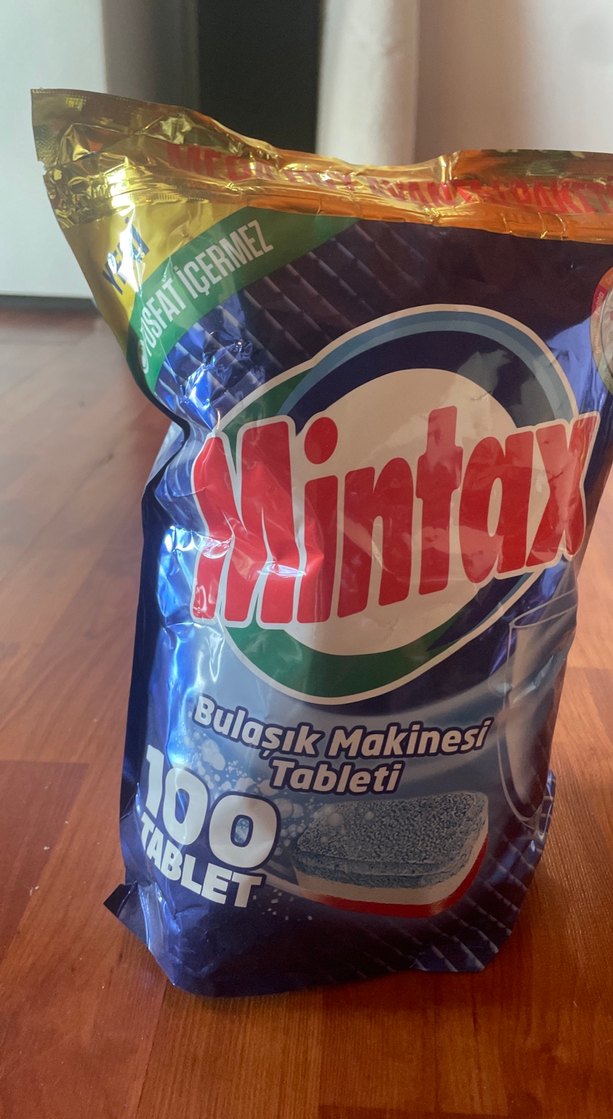 YENİ
FOSFAT İÇERMEZ
Mintax
Bulaşık Makinesi
Tableti
100
TABLET